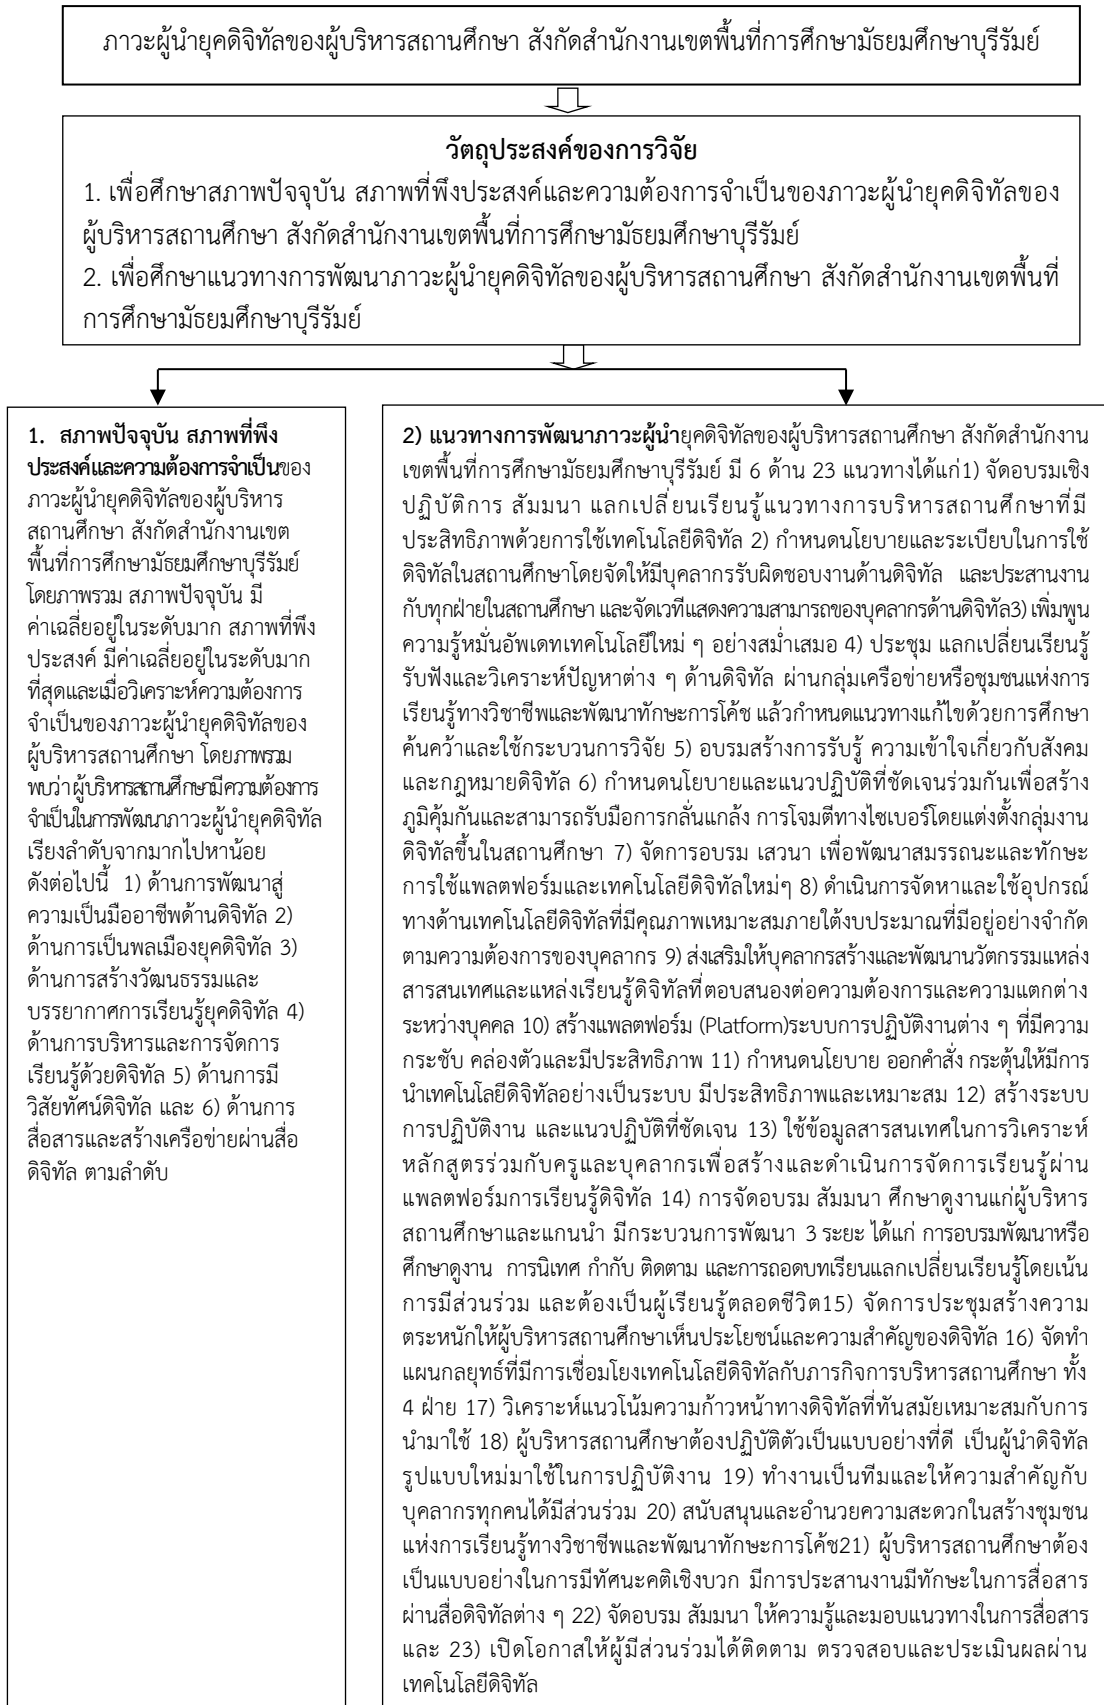 ภาวะผู้นำยุคดิจิทัลของผู้บริหารสถานศึกษา สังกัดสำนักงานเขตพื้นที่การศึกษามัธยมศึกษาบุรีรัมย์
วัตถุประสงค์ของการวิจัย
1. เพื่อศึกษาสภาพปัจจุบัน สภาพที่พึงประสงค์และความต้องการจำเป็นของภาวะผู้นำยุคดิจิทัลของ
ผู้บริหารสถานศึกษา สังกัดสำนักงานเขตพื้นที่การศึกษามัธยมศึกษาบุรีรัมย์
2. เพื่อศึกษาแนวทางการพัฒนาภาวะผู้นำยุคดิจิทัลของผู้บริหารสถานศึกษา สังกัดสำนักงานเขตพื้นที่
การศึกษามัธยมศึกษาบุรีรัมย์
1. สภาพปัจจุบัน สภาพที่พึง
ประสงค์และความต้องการจำเป็นของ
ภาวะผู้นำยุคดิจิทัลของผู้บริหาร
สถานศึกษา สังกัดสำนักงานเขต
พื้นที่การศึกษามัธยมศึกษาบุรีรัมย์
โดยภาพรวม สภาพปัจจุบัน มี
ค่าเฉลี่ยอยู่ในระดับมาก สภาพที่พึง
ประสงค์ มีค่าเฉลี่ยอยู่ในระดับมาก
ที่สุดและเมื่อวิเคราะห์ความต้องการ
จำเป็นของภาวะผู้นำยุคดิจิทัลของ
ผู้บริหารสถานศึกษา โดยภาพรวม
พบว่าผู้บริหารสถานศึกษามีความต้องการ
จำเป็นในการพัฒนาภาวะผู้นำยุคดิจิทัล
เรียงลำดับจากมากไปหาน้อย
ดังต่อไปนี้ 1) ด้านการพัฒนาสู่
ความเป็นมืออาชีพด้านดิจิทัล 2)
ด้านการเป็นพลเมืองยุคดิจิทัล 3)
ด้านการสร้างวัฒนธรรมและ
บรรยากาศการเรียนรู้ยุคดิจิทัล 4)
ด้านการบริหารและการจัดการ
เรียนรู้ด้วยดิจิทัล 5) ด้านการมี
วิสัยทัศน์ดิจิทัล และ 6) ด้านการ
สื่อสารและสร้างเครือข่ายผ่านสื่อ
ดิจิทัล ตามลำดับ
2) แนวทางการพัฒนาภาวะผู้นำยุคดิจิทัลของผู้บริหารสถานศึกษา สังกัดสำนักงาน
เขตพื้นที่การศึกษามัธยมศึกษาบุรีรัมย์ มี 6 ด้าน 23 แนวทางได้แก่1) จัดอบรมเชิง
ปฏิบัติการ สัมมนา แลกเปลี่ยนเรียนรู้แนวทางการบริหารสถานศึกษาที่มี
ประสิทธิภาพด้วยการใช้เทคโนโลยีดิจิทัล 2) กำหนดนโยบายและระเบียบในการใช้
ดิจิทัลในสถานศึกษาโดยจัดให้มีบุคลากรรับผิดชอบงานด้านดิจิทัล และประสานงาน
กับทุกฝ่ายในสถานศึกษา และจัดเวทีแสดงความสามารถของบุคลากรด้านดิจิทัล3) เพิ่มพูน
ความรู้หมั่นอัพเดทเทคโนโลยีใหม่ ๆ อย่างสม่ำเสมอ 4) ประชุม แลกเปลี่ยนเรียนรู้
รับฟังและวิเคราะห์ปัญหาต่าง ๆ ด้านดิจิทัล ผ่านกลุ่มเครือข่ายหรือชุมชนแห่งการ
เรียนรู้ทางวิชาชีพและพัฒนาทักษะการโค้ช แล้วกำหนดแนวทางแก้ไขด้วยการศึกษา
ค้นคว้าและใช้กระบวนการวิจัย 5) อบรมสร้างการรับรู้ ความเข้าใจเกี่ยวกับสังคม
และกฎหมายดิจิทัล 6) กำหนดนโยบายและแนวปฏิบัติที่ชัดเจนร่วมกันเพื่อสร้าง
ภูมิคุ้มกันและสามารถรับมือการกลั่นแกล้ง การโจมตีทางไซเบอร์โดยแต่งตั้งกลุ่มงาน
ดิจิทัลขึ้นในสถานศึกษา 7) จัดการอบรม เสวนา เพื่อพัฒนาสมรรถนะและทักษะ
การใช้แพลตฟอร์มและเทคโนโลยีดิจิทัลใหม่ๆ 8) ดำเนินการจัดหาและใช้อุปกรณ์
ทางด้านเทคโนโลยีดิจิทัลที่มีคุณภาพเหมาะสมภายใต้งบประมาณที่มีอยู่อย่างจำกัด
ตามความต้องการของบุคลากร 9) ส่งเสริมให้บุคลากรสร้างและพัฒนานวัตกรรมแหล่ง
สารสนเทศและแหล่งเรียนรู้ดิจิทัลที่ตอบสนองต่อความต้องการและความแตกต่าง
ระหว่างบุคคล 10) สร้างแพลตฟอร์ม (Platform)ระบบการปฏิบัติงานต่าง ๆ ที่มีความ
กระชับ คล่องตัวและมีประสิทธิภาพ 11) กำหนดนโยบาย ออกคำสั่ง กระตุ้นให้มีการ
นำเทคโนโลยีดิจิทัลอย่างเป็นระบบ มีประสิทธิภาพและเหมาะสม 12) สร้างระบบ
การปฏิบัติงาน และแนวปฏิบัติที่ชัดเจน 13) ใช้ข้อมูลสารสนเทศในการวิเคราะห์
หลักสูตรร่วมกับครูและบุคลากรเพื่อสร้างและดำเนินการจัดการเรียนรู้ผ่าน
แพลตฟอร์มการเรียนรู้ดิจิทัล 14) การจัดอบรม สัมมนา ศึกษาดูงานแก่ผู้บริหาร
สถานศึกษาและแกนนำ มีกระบวนการพัฒนา 3 ระยะ ได้แก่ การอบรมพัฒนาหรือ
ศึกษาดูงาน การนิเทศ กำกับ ติดตาม และการถอดบทเรียนแลกเปลี่ยนเรียนรู้โดยเน้น
การมีส่วนร่วม และต้องเป็นผู้เรียนรู้ตลอดชีวิต15) จัดการประชุมสร้างความ
ตระหนักให้ผู้บริหารสถานศึกษาเห็นประโยชน์และความสำคัญของดิจิทัล 16) จัดทำ
แผนกลยุทธ์ที่มีการเชื่อมโยงเทคโนโลยีดิจิทัลกับภารกิจการบริหารสถานศึกษา ทั้ง
4 ฝ่าย 17) วิเคราะห์แนวโน้มความก้าวหน้าทางดิจิทัลที่ทันสมัยเหมาะสมกับการ
นำมาใช้ 18) ผู้บริหารสถานศึกษาต้องปฏิบัติตัวเป็นแบบอย่างที่ดี เป็นผู้นำดิจิทัล
รูปแบบใหม่มาใช้ในการปฏิบัติงาน 19) ทำงานเป็นทีมและให้ความสำคัญกับ
บุคลากรทุกคนได้มีส่วนร่วม 20) สนับสนุนและอำนวยความสะดวกในสร้างชุมชน
แห่งการเรียนรู้ทางวิชาชีพและพัฒนาทักษะการโค้ช21) ผู้บริหารสถานศึกษาต้อง
เป็นแบบอย่างในการมีทัศนะคติเชิงบวก มีการประสานงานมีทักษะในการสื่อสาร
ผ่านสื่อดิจิทัลต่าง ๆ 22) จัดอบรม สัมมนา ให้ความรู้และมอบแนวทางในการสื่อสาร
และ 23) เปิดโอกาสให้ผู้มีส่วนร่วมได้ติดตาม ตรวจสอบและประเมินผลผ่าน
เทคโนโลยีดิจิทัล